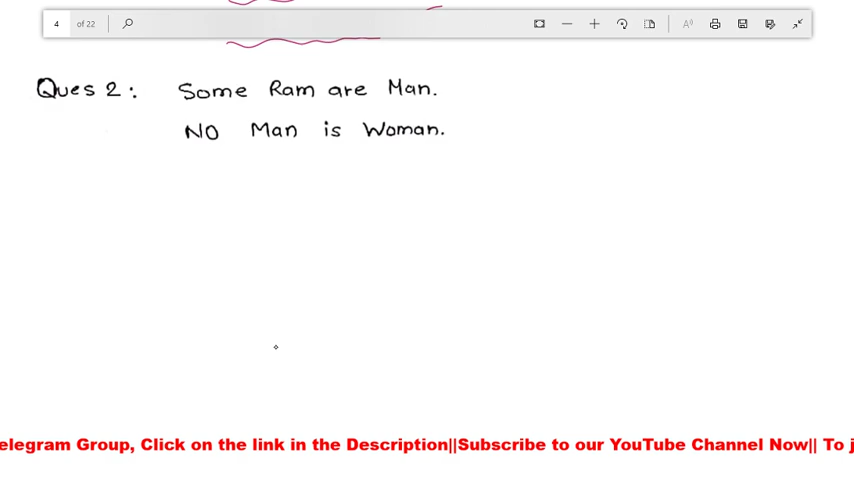 4 of 22
Ques 2: Some Ram are Man.
NO Man is Woman.
elegram Group, Click on the link in the Description||Subscribe to our YouTube Channel Now|| To j